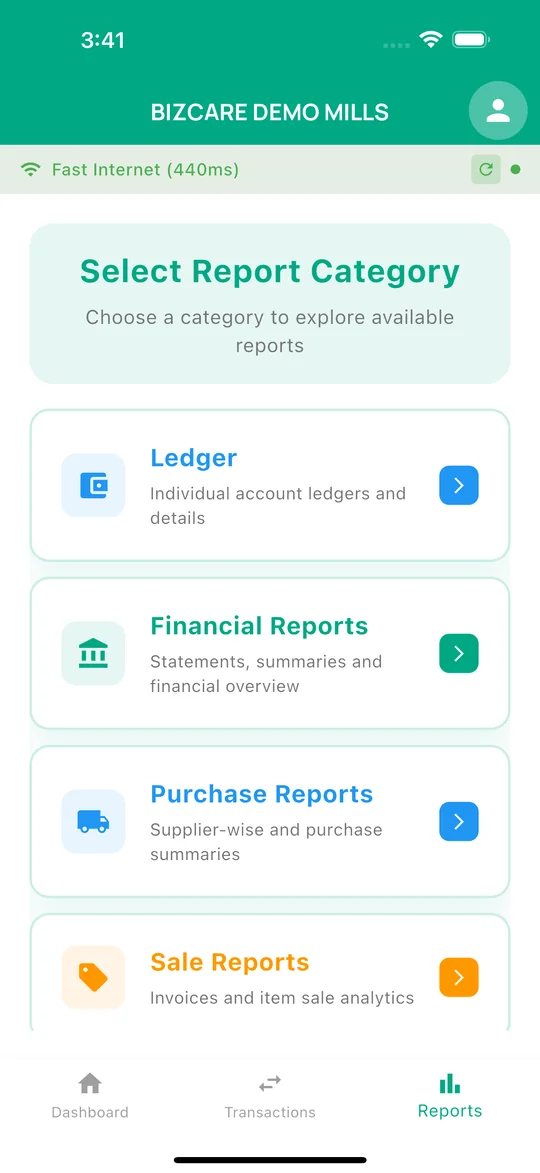 3:41
BIZCARE DEMO MILLS
Fast Internet (440ms)
Select Report Category
Choose a category to explore available
reports
Ledger
Individual account ledgers and
details
Financial Reports
Statements, summaries and
financial overview
Purchase Reports
Supplier-wise and purchase
summaries
Sale Reports
Invoices and item sale analytics
Dashboard
Transactions
Reports